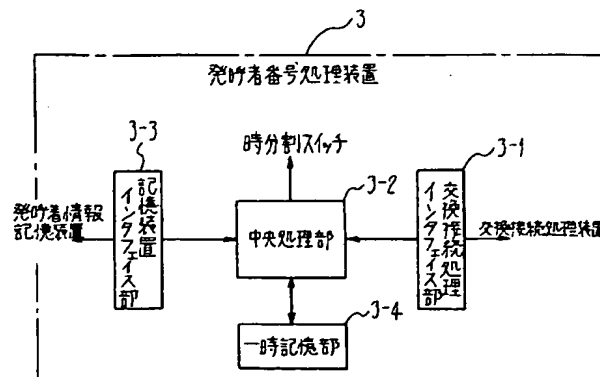 3
発呼者番号処理装置
3-3
時分割スイッチ
3-1
3-2
発呼者情報
記憶装置
記憶装置
インタフェイス部
中央処理部
交換接続処理
インタフェイス部
交換接続処理装置
3-4
一時記憶部